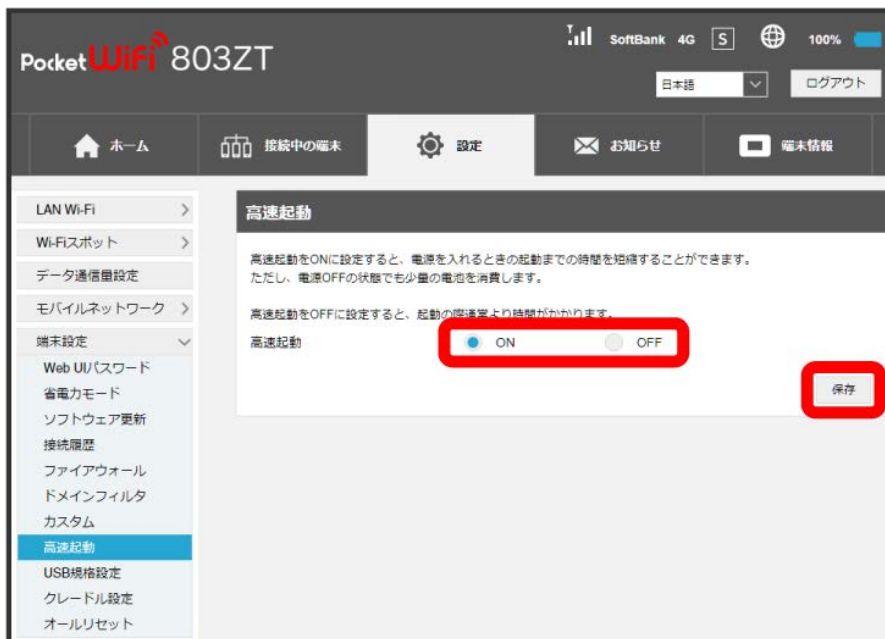 Pocket WiFi 803ZT
SoftBank 4G S 100%
日本語
ログアウト
ホーム
接続中の端末
設定
お知らせ
端末情報
LAN Wi-Fi
Wi-Fiスポット
データ通信量設定
モバイルネットワーク
端末設定
Web UIパスワード
省電力モード
ソフトウェア更新
接続履歴
ファイアウォール
ドメインフィルタ
カスタム
高速起動
USB規格設定
クレードル設定
オールリセット
高速起動
高速起動をONに設定すると、電源を入れるときの起動までの時間を短縮することができます。
ただし、電源OFFの状態でも少量の電池を消費します。
高速起動をOFFに設定すると、起動の際通常より時間がかかります。
高速起動 ON OFF
保存